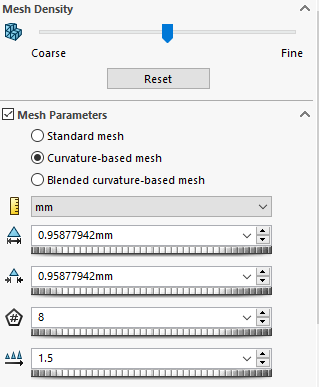 Mesh Density
Coarse Fine
Reset
Mesh Parameters
Standard mesh
Curvature-based mesh
Blended curvature-based mesh
mm
0.95877942mm
0.95877942mm
8
1.5